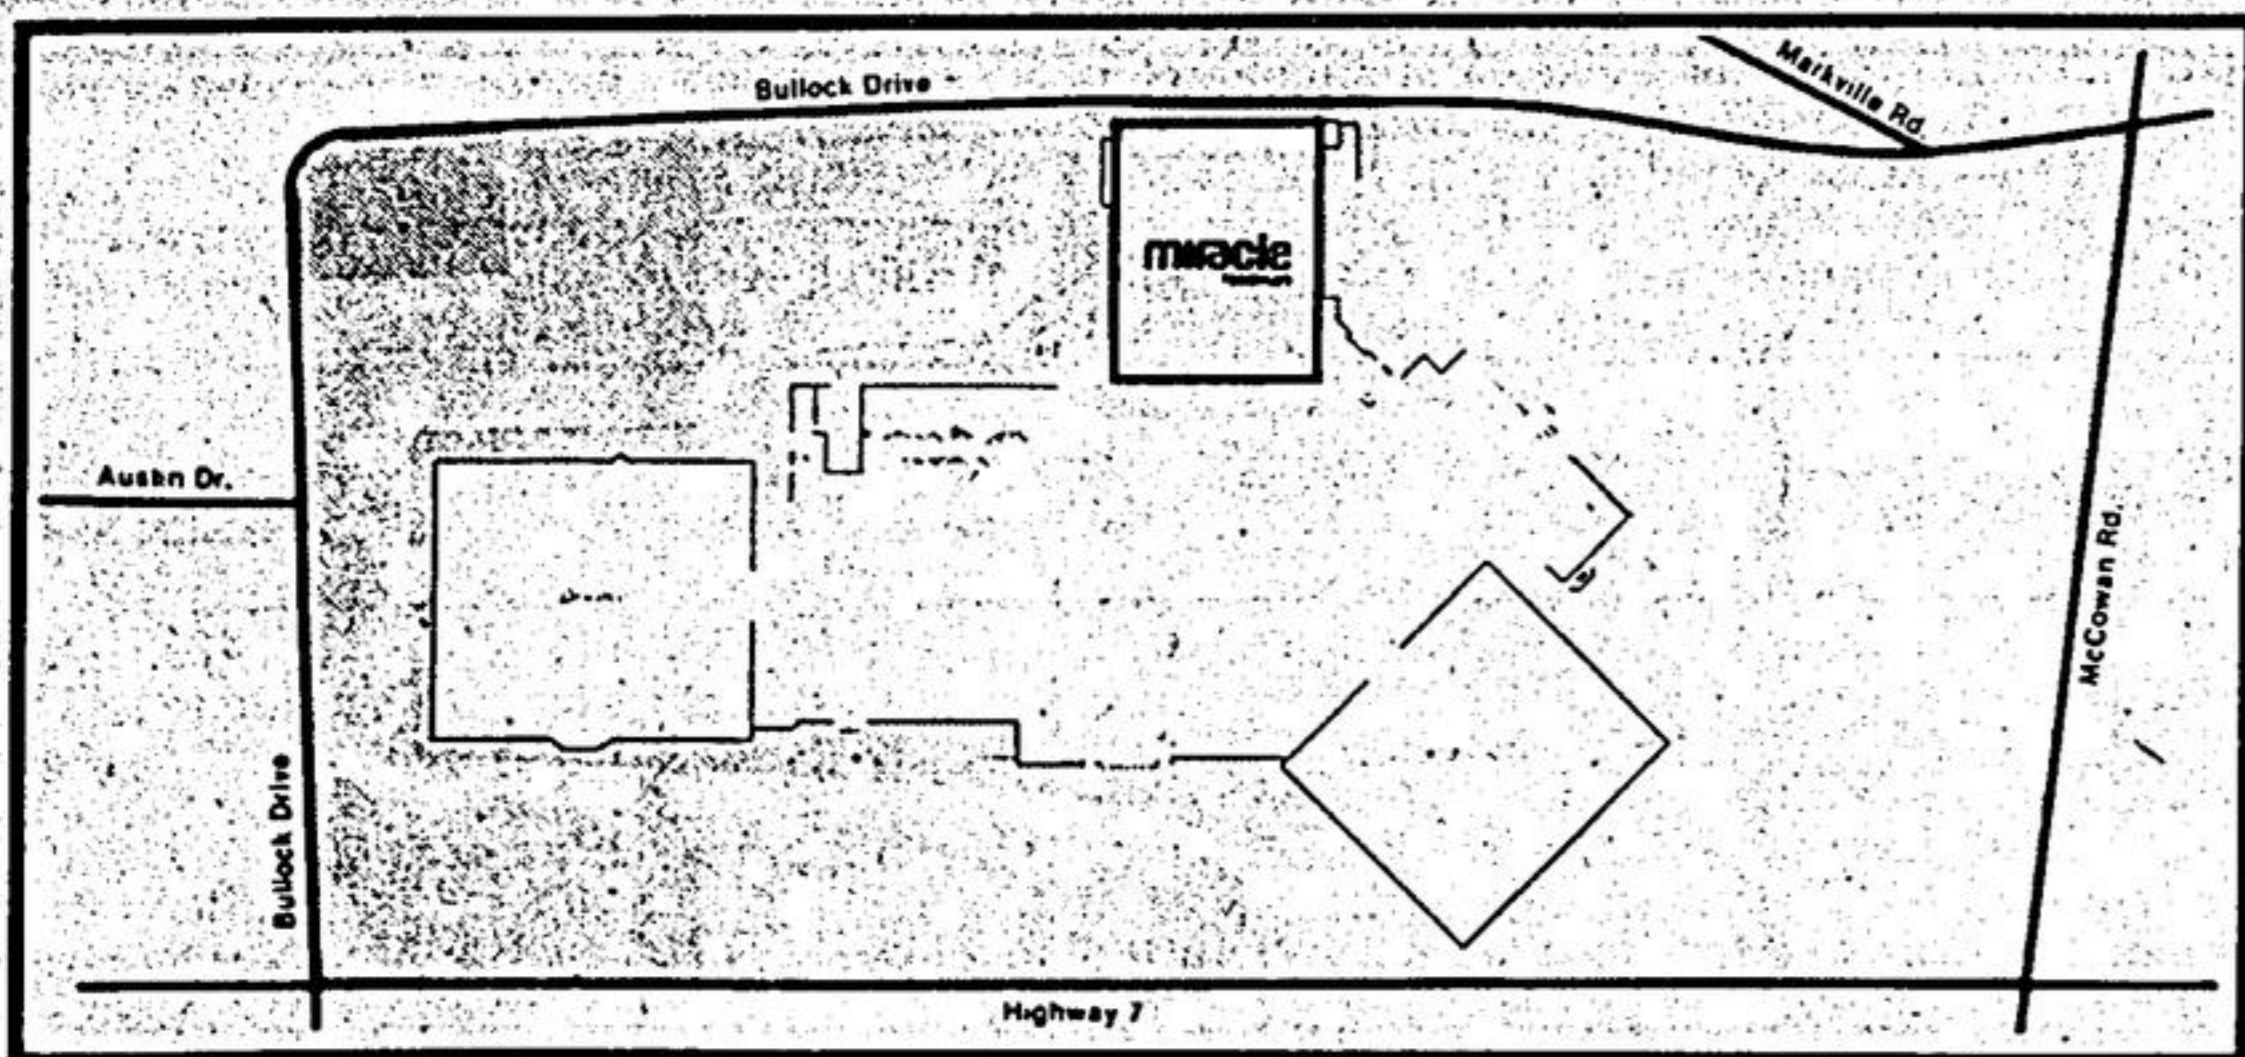 Bullock Drive
Markville Rd.
miracle
Austin Dr.
McCowan Rd.
Bullock Drive
Highway 7